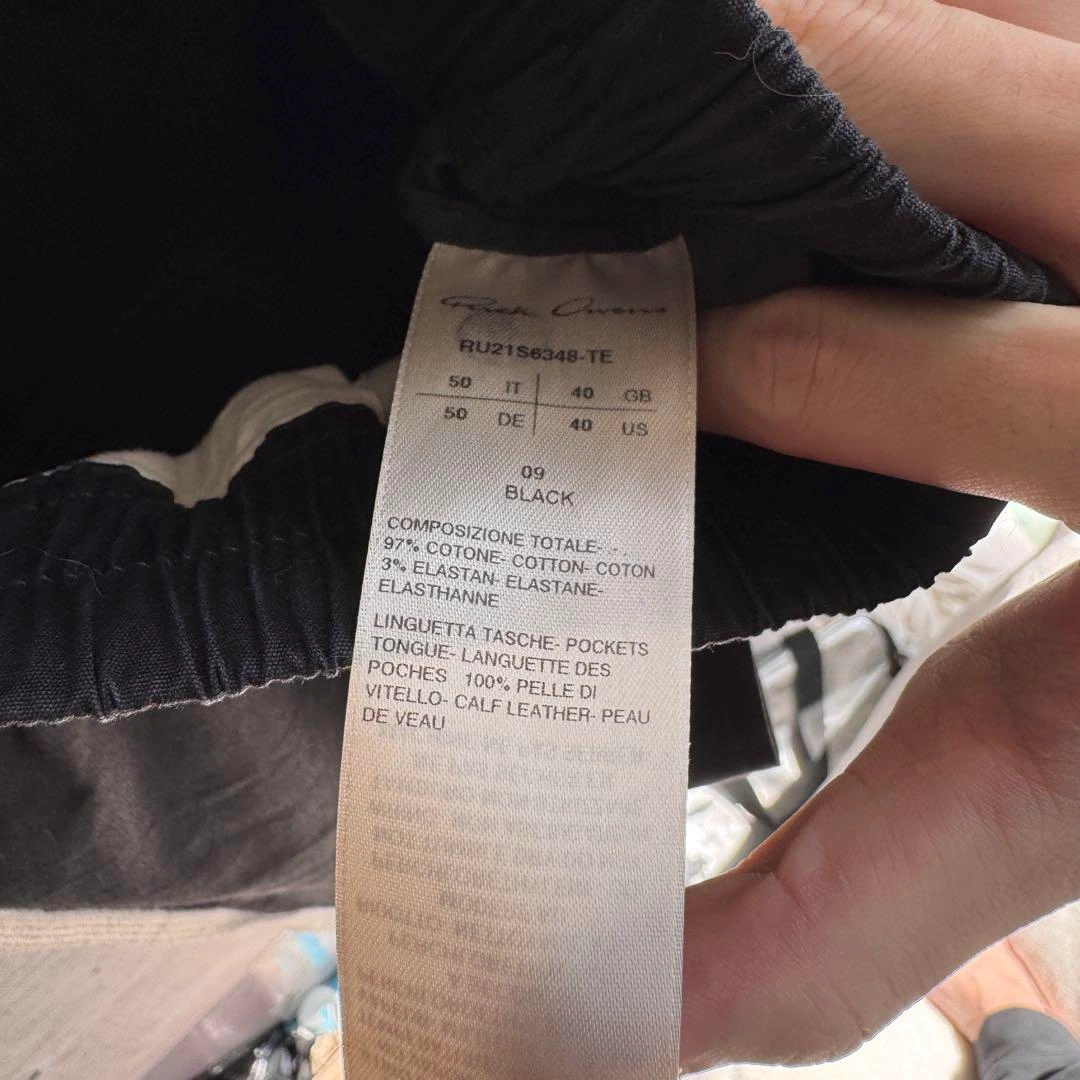 Rick Owens
RU21S6348-TE
50 IT 40 GB
50 DE 40 US
09
BLACK
COMPOSIZIONE TOTALE- - .
97% COTONE- COTTON- COTON
3% ELASTAN- ELASTANE-
ELASTHANNE
LINGUETTA TASCHE- POCKETS
TONGUE- LANGUETTE DES
POCHES 100% PELLE DI
VITELLO- CALF LEATHER- PEAU
DE VEAU